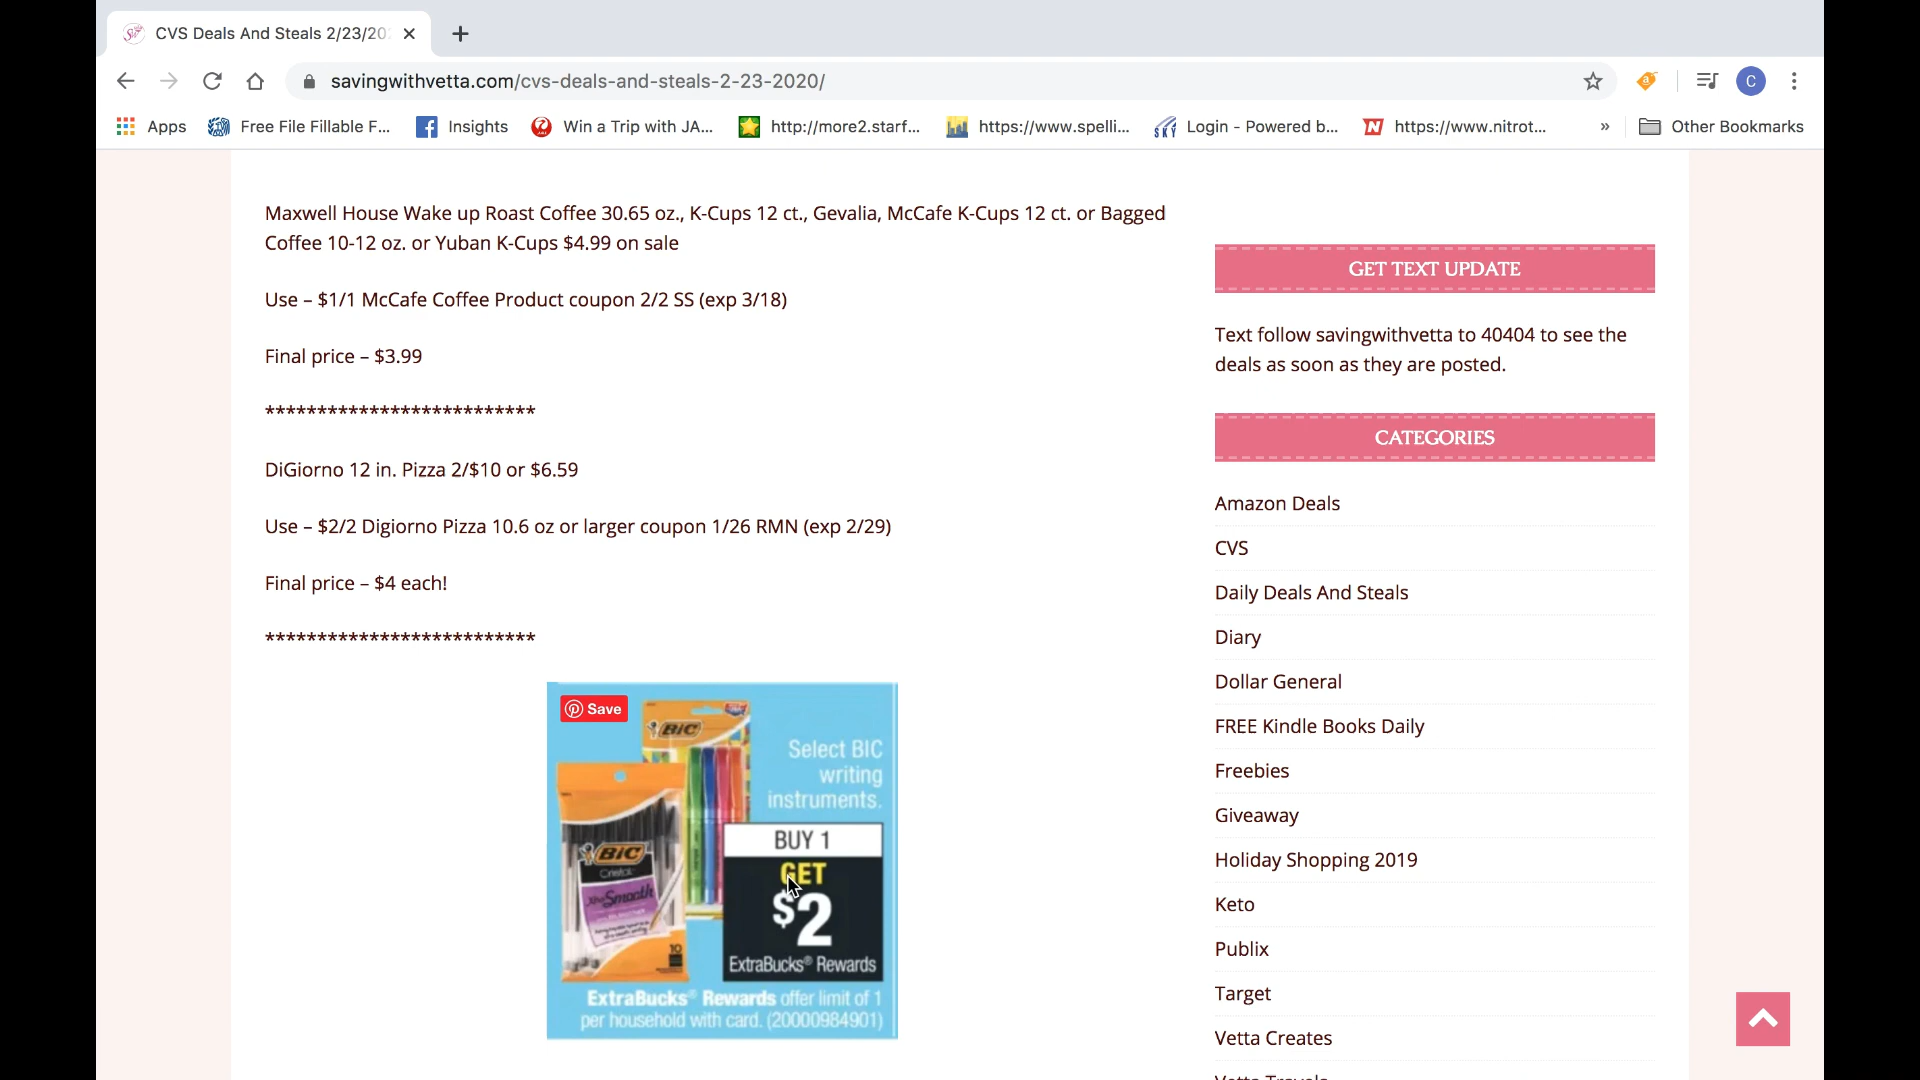 CVS Deals And Steals 2/23/20
savingwithvetta.com/cvs-deals-and-steals-2-23-2020/
C
Apps
Free File Fillable F...
Insights
Win a Trip with JA...
http://more2.starf...
https://www.spelli...
Login - Powered b...
https://www.nitrot...
»
Other Bookmarks
Maxwell House Wake up Roast Coffee 30.65 oz., K-Cups 12 ct., Gevalia, McCafe K-Cups 12 ct. or Bagged
Coffee 10-12 oz. or Yuban K-Cups $4.99 on sale
Use – $1/1 McCafe Coffee Product coupon 2/2 SS (exp 3/18)
Final price – $3.99
**************************
DiGiorno 12 in. Pizza 2/$10 or $6.59
Use – $2/2 Digiorno Pizza 10.6 oz or larger coupon 1/26 RMN (exp 2/29)
Final price – $4 each!
**************************
Save
BIC
Select BIC
writing
instruments.
BIC
Cristal
Smooth
10
BUY 1
GET
$2
ExtraBucks® Rewards
ExtraBucks® Rewards offer limit of 1
per household with card. (20000984901)
GET TEXT UPDATE
Text follow savingwithvetta to 40404 to see the
deals as soon as they are posted.
CATEGORIES
Amazon Deals
CVS
Daily Deals And Steals
Diary
Dollar General
FREE Kindle Books Daily
Freebies
Giveaway
Holiday Shopping 2019
Keto
Publix
Target
Vetta Creates
Vetta Travels